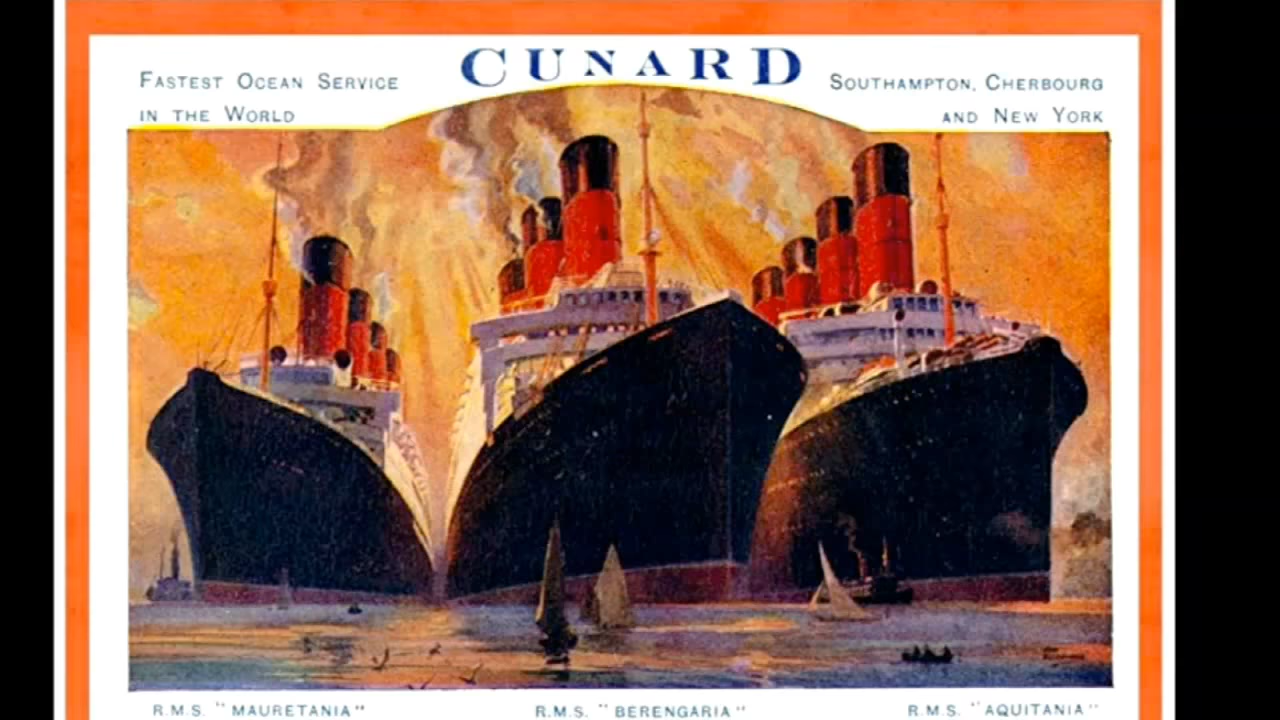 CUNARD
FASTEST OCEAN SERVICE
IN THE WORLD
SOUTHAMPTON, CHERBOURG
AND NEW YORK
R.M.S. "MAURETANIA"
R.M.S. "BERENGARIA"
R.M.S. "AQUITANIA"